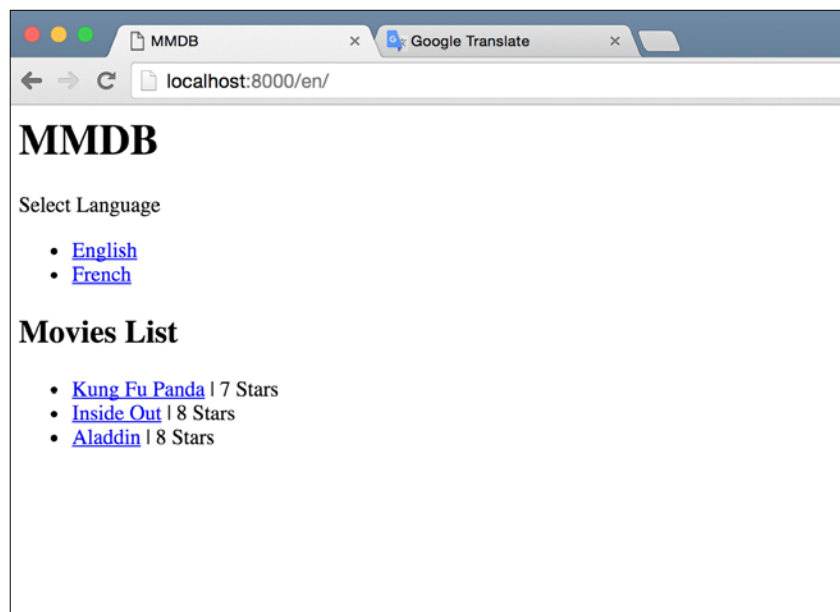 MMDB
Google Translate
localhost:8000/en/
MMDB
Select Language
English
French
Movies List
Kung Fu Panda | 7 Stars
Inside Out | 8 Stars
Aladdin | 8 Stars